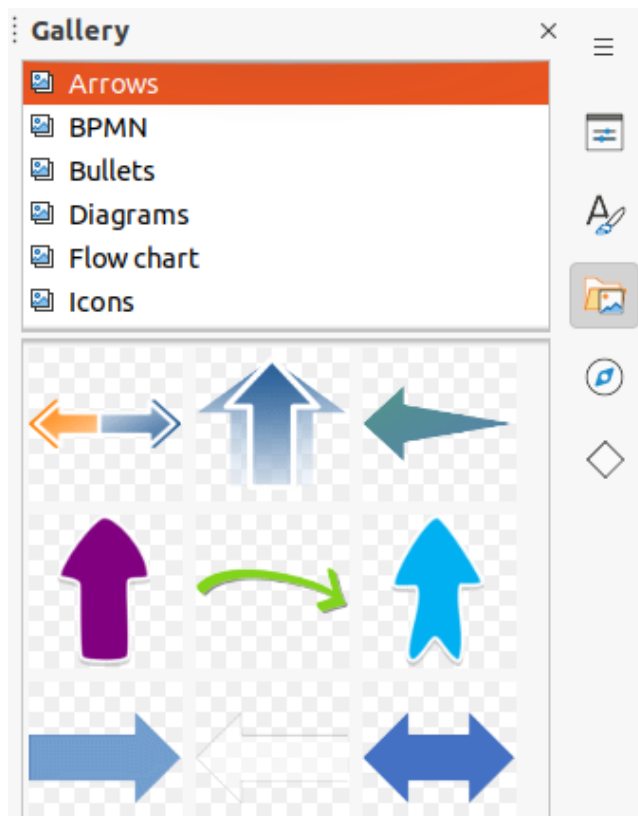 Gallery
Arrows
BPMN
Bullets
Diagrams
Flow chart
Icons